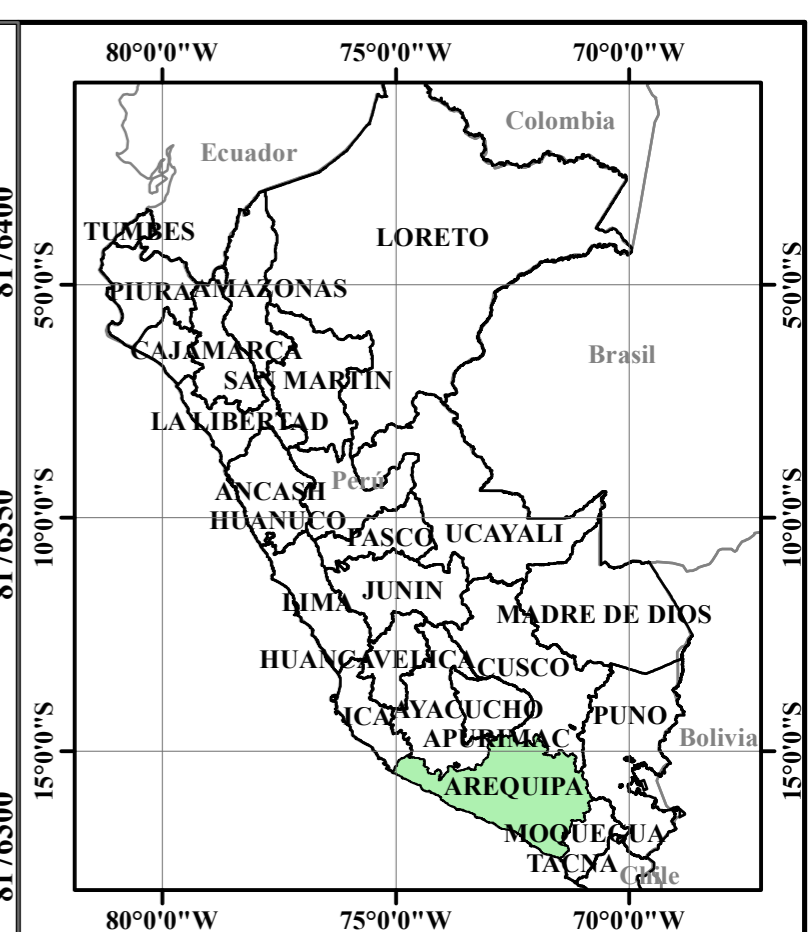 80°0'0"W 75°0'0"W 70°0'0"W
Colombia
Ecuador
TUMBES
LORETO
8176400
5°0'0"S
5°0'0"S
PIURA
AMAZONAS
CAJAMARCA
Brasil
SAN MARTIN
LA LIBERTAD
Perú
ANCASH
HUANUCO
8176350
10°0'0"S
10°0'0"S
PASCO
UCAYALI
JUNIN
LIMA
MADRE DE DIOS
HUANCAVELICA
CUSCO
ICA
AYACUCHO
PUNO
APURIMAC
Bolivia
15°0'0"S
15°0'0"S
AREQUIPA
8176300
MOQUEGUA
TACNA
Chile
80°0'0"W 75°0'0"W 70°0'0"W